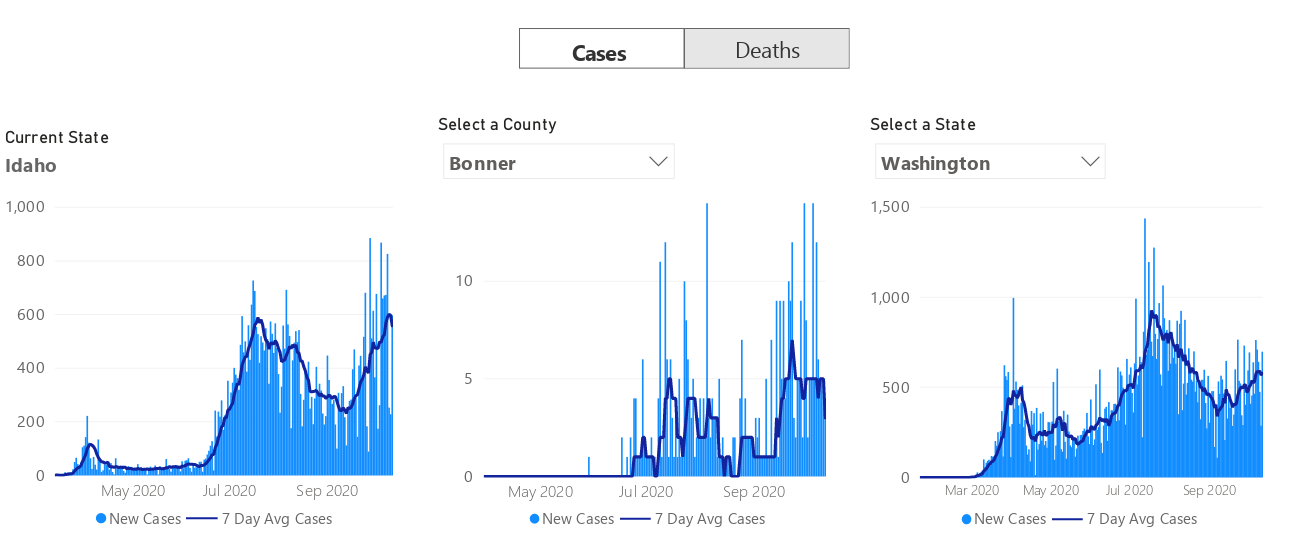 Cases Deaths
Current State
Idaho
1,000
800
600
400
200
0
May 2020 Jul 2020 Sep 2020
New Cases 7 Day Avg Cases
Select a County
Bonner
10
5
0
May 2020 Jul 2020 Sep 2020
New Cases 7 Day Avg Cases
Select a State
Washington
1,500
1,000
500
0
Mar 2020 May 2020 Jul 2020 Sep 2020
New Cases 7 Day Avg Cases